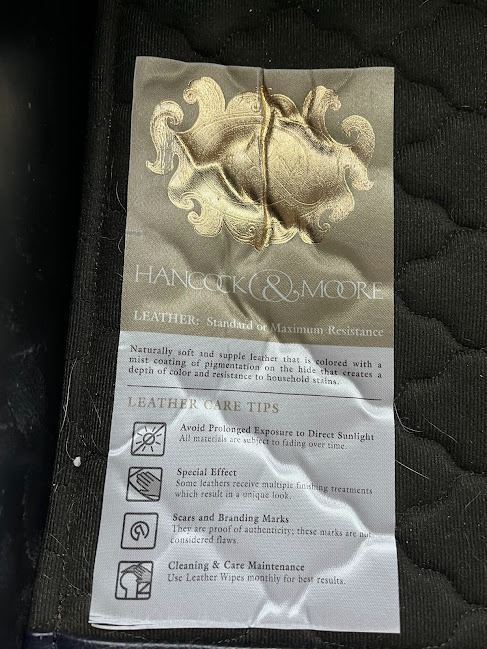 HANCOCK & MOORE
LEATHER: Standard or Maximum Resistance
Naturally soft and supple leather that is colored with a
mist coating of pigmentation on the hide that creates a
depth of color and resistance to household stains.
LEATHER CARE TIPS
Avoid Prolonged Exposure to Direct Sunlight
All materials are subject to fading over time.
Special Effect
Some leathers receive multiple finishing treatments
which result in a unique look.
Scars and Branding Marks
They are proof of authenticity; these marks are not
considered flaws.
Cleaning & Care Maintenance
Use Leather Wipes monthly for best results.